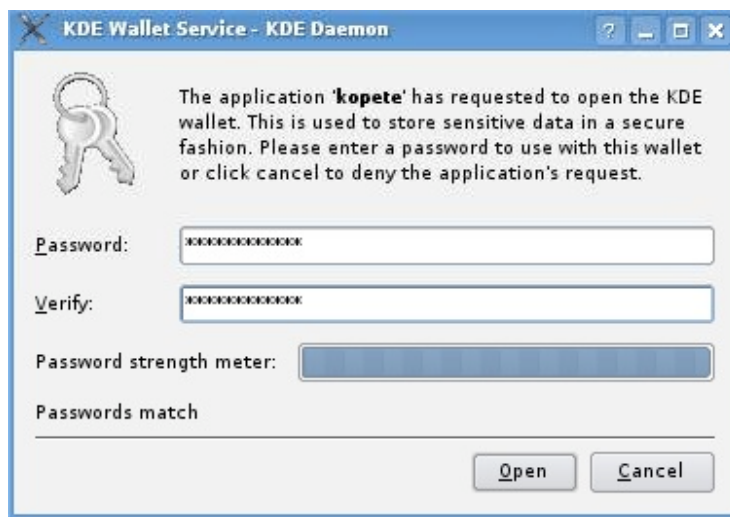 KDE Wallet Service - KDE Daemon
The application 'kopete' has requested to open the KDE
wallet. This is used to store sensitive data in a secure
fashion. Please enter a password to use with this wallet
or click cancel to deny the application's request.
Password: ***************
Verify: ***************
Password strength meter:
Passwords match
Open Cancel